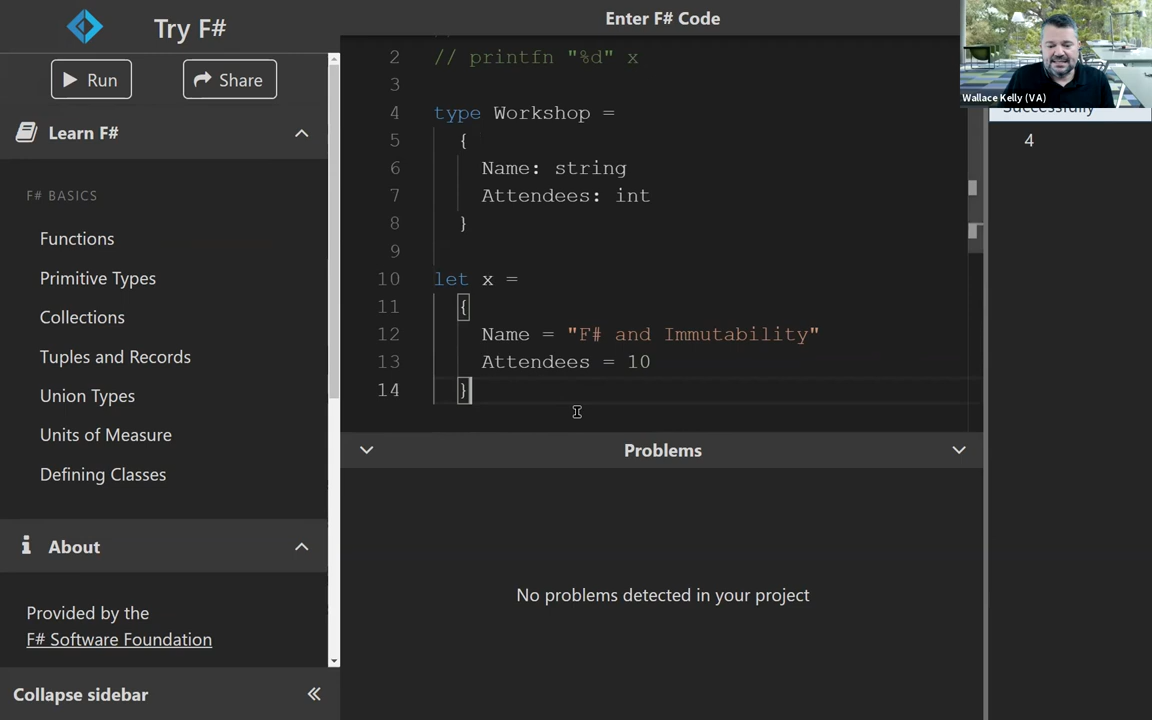 Try F#
Run
Share
Learn F#
F# BASICS
Functions
Primitive Types
Collections
Tuples and Records
Union Types
Units of Measure
Defining Classes
About
Provided by the
F# Software Foundation
Collapse sidebar
Enter F# Code
2 // printfn "%d" x
3
4 type Workshop =
5 {
6 Name: string
7 Attendees: int
8 }
9
10 let x =
11 {
12 Name = "F# and Immutability"
13 Attendees = 10
14 }
Problems
No problems detected in your project
Wallace Kelly (VA)
Successfully
4